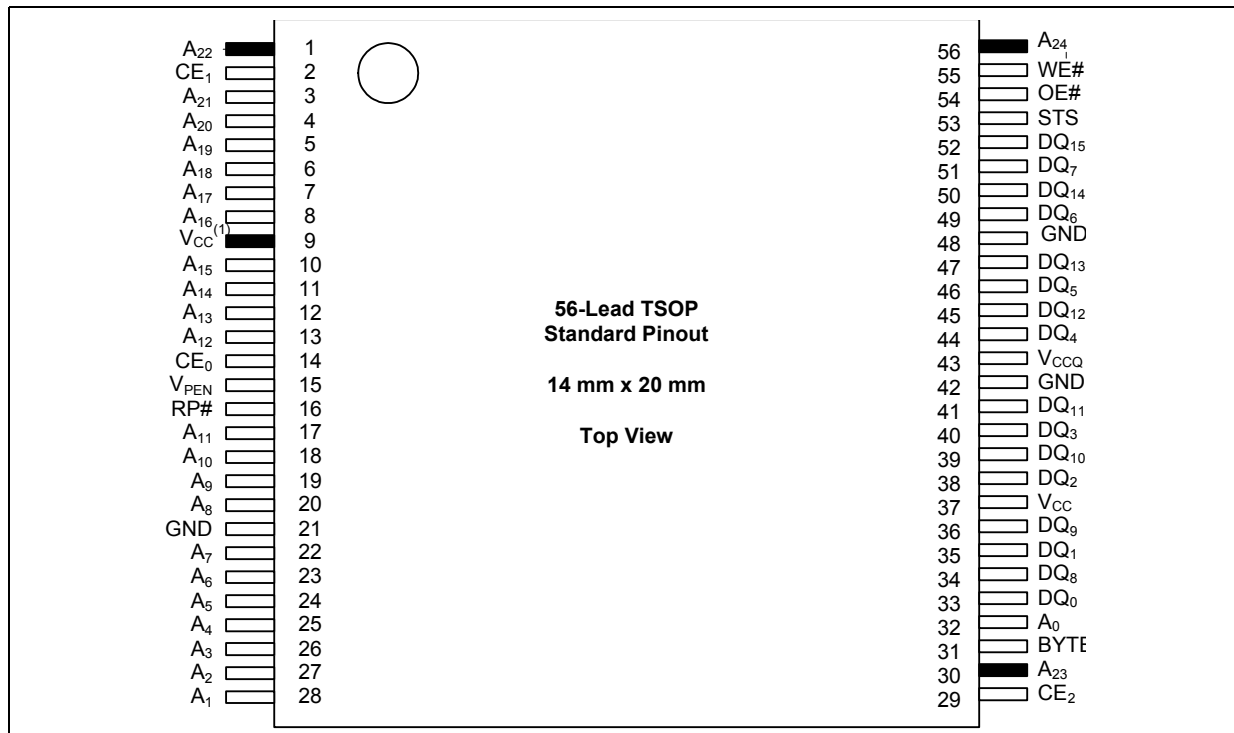 A22 1
CE1 2
A21 3
A20 4
A19 5
A18 6
A17 7
A16 8
VCC(1) 9
A15 10
A14 11
A13 12
A12 13
CE0 14
VPEN 15
RP# 16
A11 17
A10 18
A9 19
A8 20
GND 21
A7 22
A6 23
A5 24
A4 25
A3 26
A2 27
A1 28
56-Lead TSOP
Standard Pinout
14 mm x 20 mm
Top View
56 A24
55 WE#
54 OE#
53 STS
52 DQ15
51 DQ7
50 DQ14
49 DQ6
48 GND
47 DQ13
46 DQ5
45 DQ12
44 DQ4
43 VCCQ
42 GND
41 DQ11
40 DQ3
39 DQ10
38 DQ2
37 VCC
36 DQ9
35 DQ1
34 DQ8
33 DQ0
32 A0
31 BYTE
30 A23
29 CE2